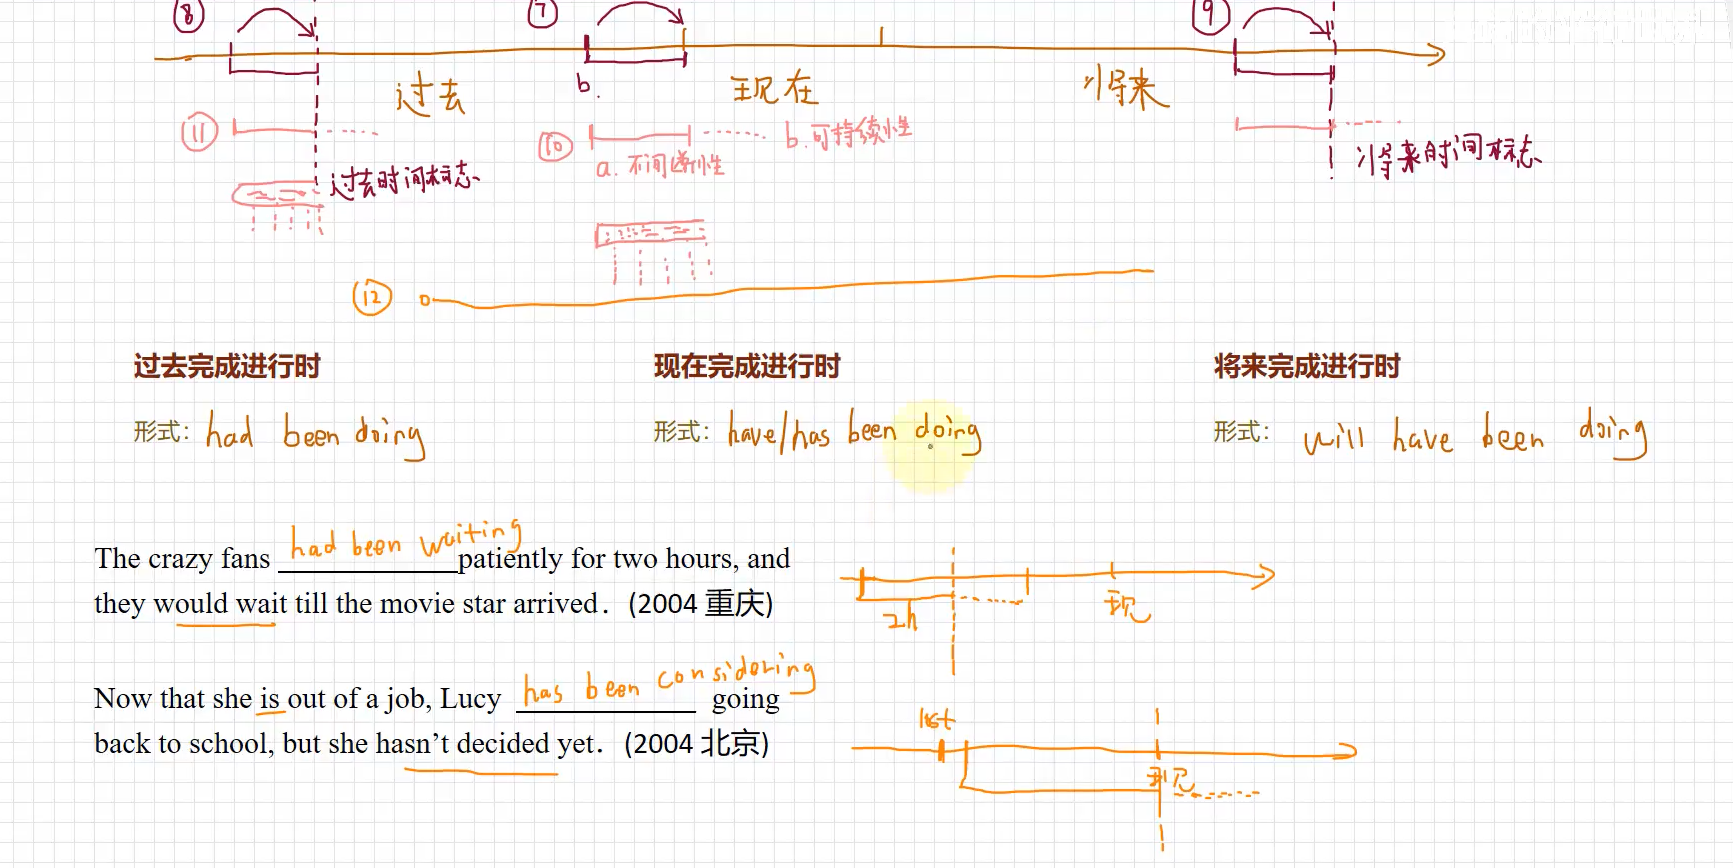 ⑧ ⑦ ⑨
b.
过去 现在 将来
⑪ ⑩ b.可持续性
a. 不间断性
过去时间标志 将来时间标志
⑫
过去完成进行时 现在完成进行时 将来完成进行时
形式: had been doing 形式: have/has been doing 形式: will have been doing
The crazy fans had been waiting patiently for two hours, and
they would wait till the movie star arrived. (2004 重庆)
2h 现
Now that she is out of a job, Lucy has been considering going
back to school, but she hasn't decided yet. (2004 北京)
lost
现